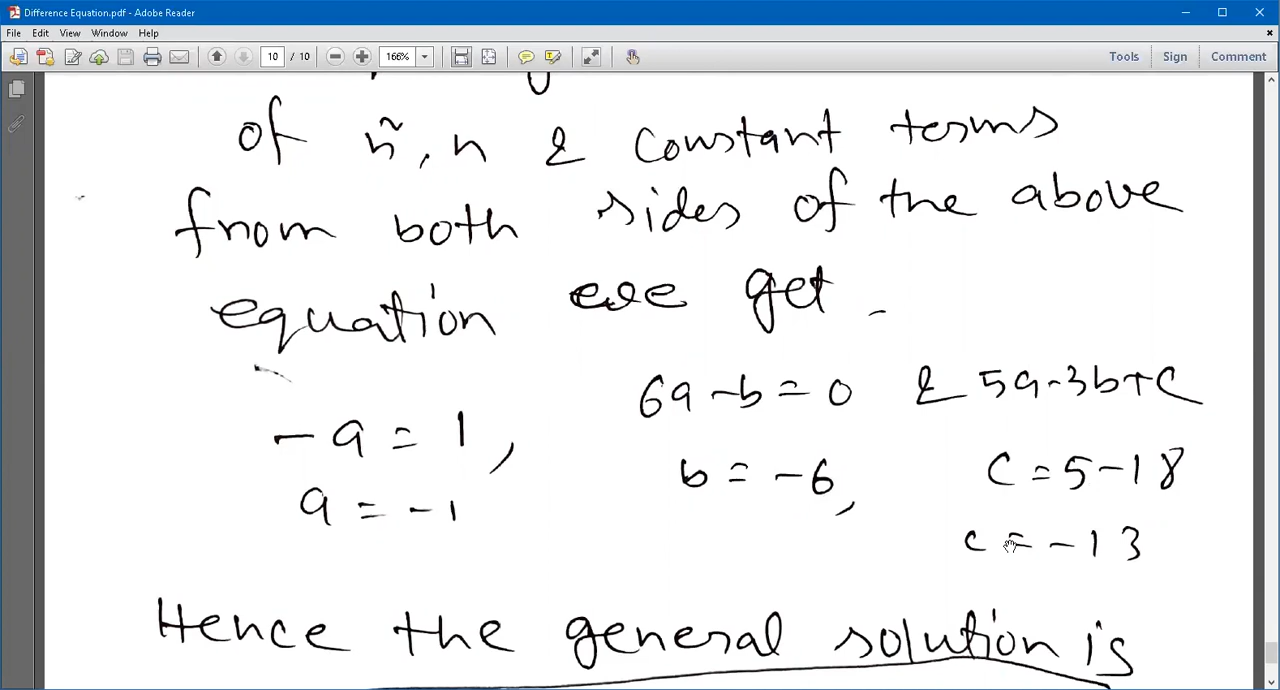 Difference Equation.pdf - Adobe Reader
File Edit View Window Help
10 / 10 166% Tools Sign Comment
of ñ, n & constant terms
from both sides of the above
equation we get
6a - b = 0 & 5a - 3b + c
- a = 1,
b = - 6, c = 5 - 18
a = - 1
c = - 13
Hence the general solution is